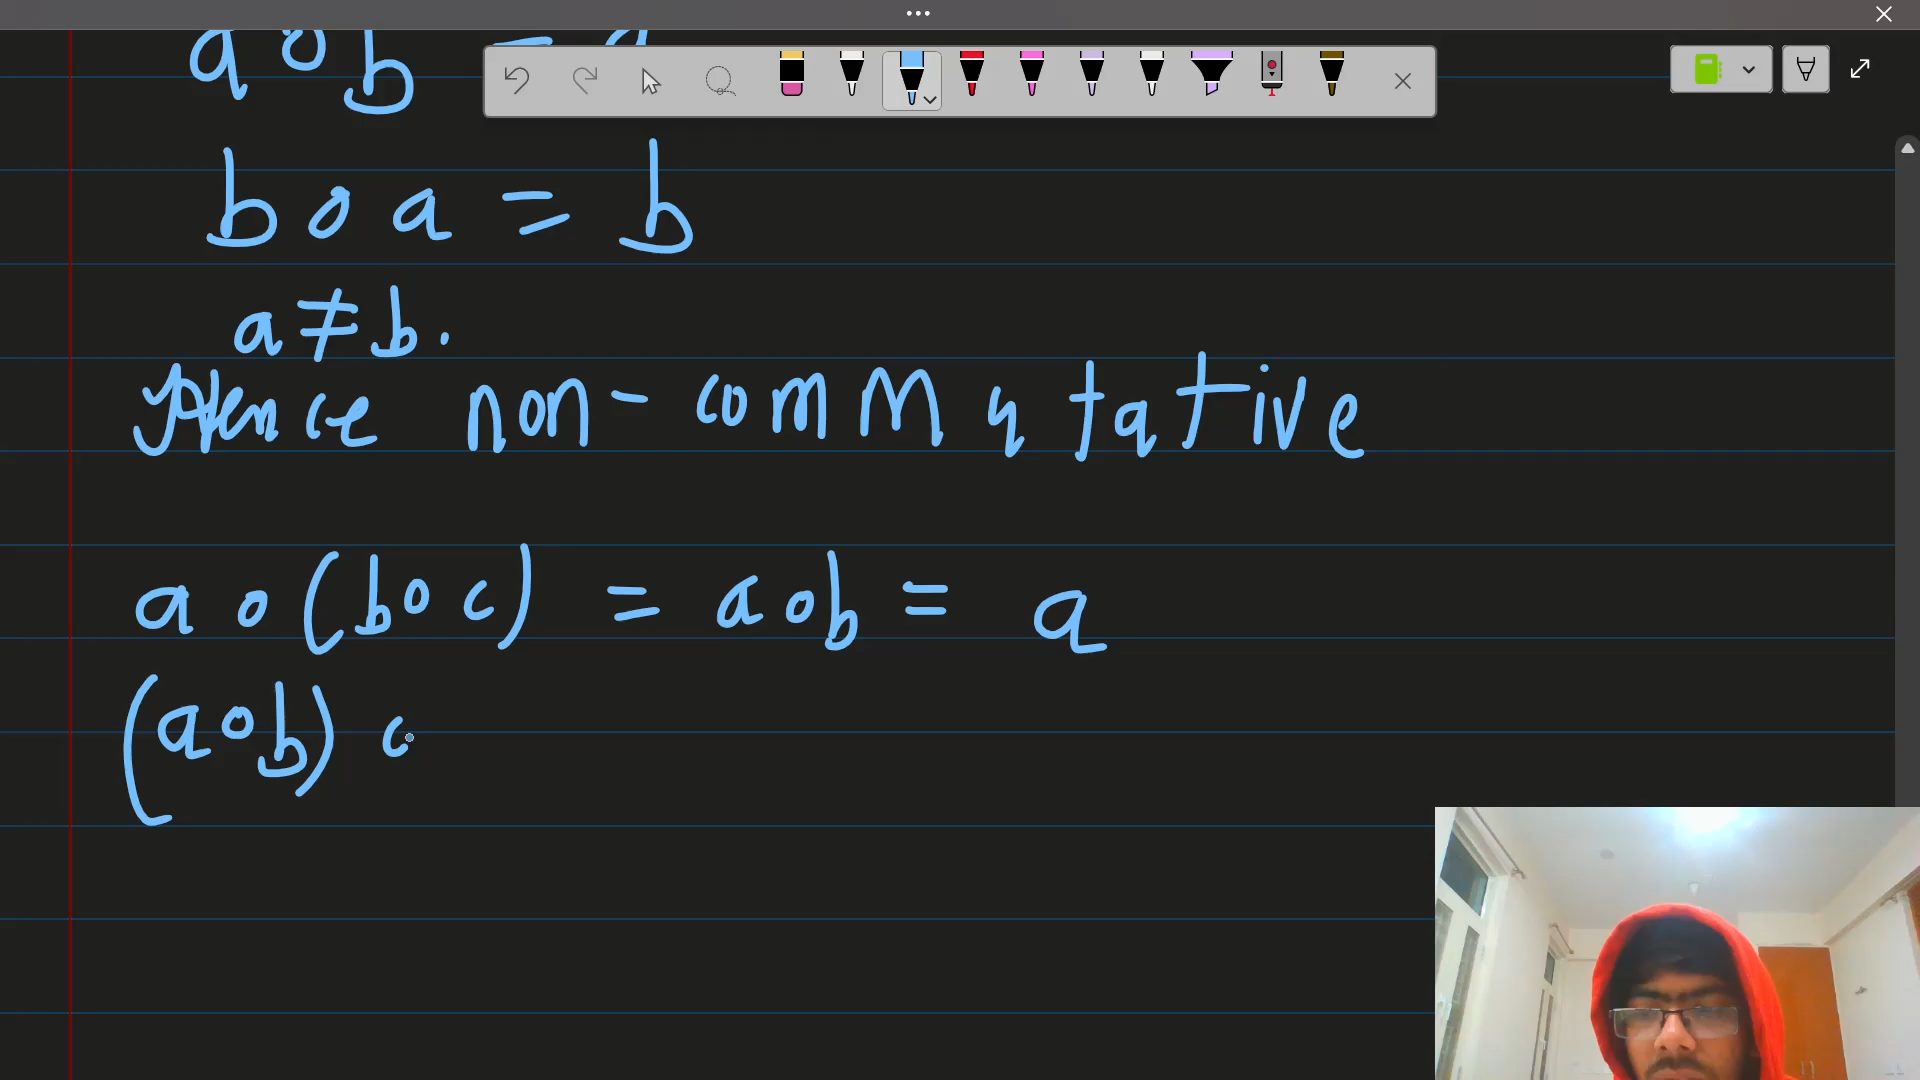 a o b = a
b o a = b
a ≠ b.
Hence non-commutative
a o (b o c) = a o b = a
(a o b) c